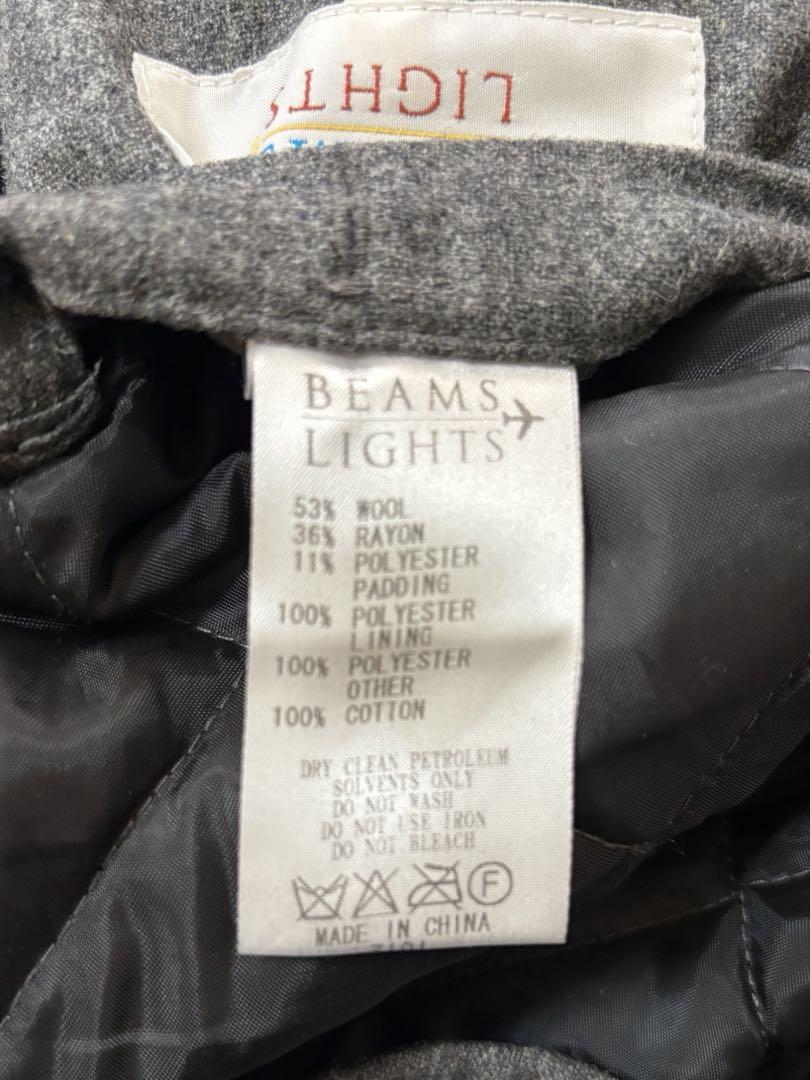 LIGHTS
BEAMS
LIGHTS
53% WOOL
36% RAYON
11% POLYESTER
PADDING
100% POLYESTER
LINING
100% POLYESTER
OTHER
100% COTTON
DRY CLEAN PETROLEUM
SOLVENTS ONLY
DO NOT WASH
DO NOT USE IRON
DO NOT BLEACH
F
MADE IN CHINA